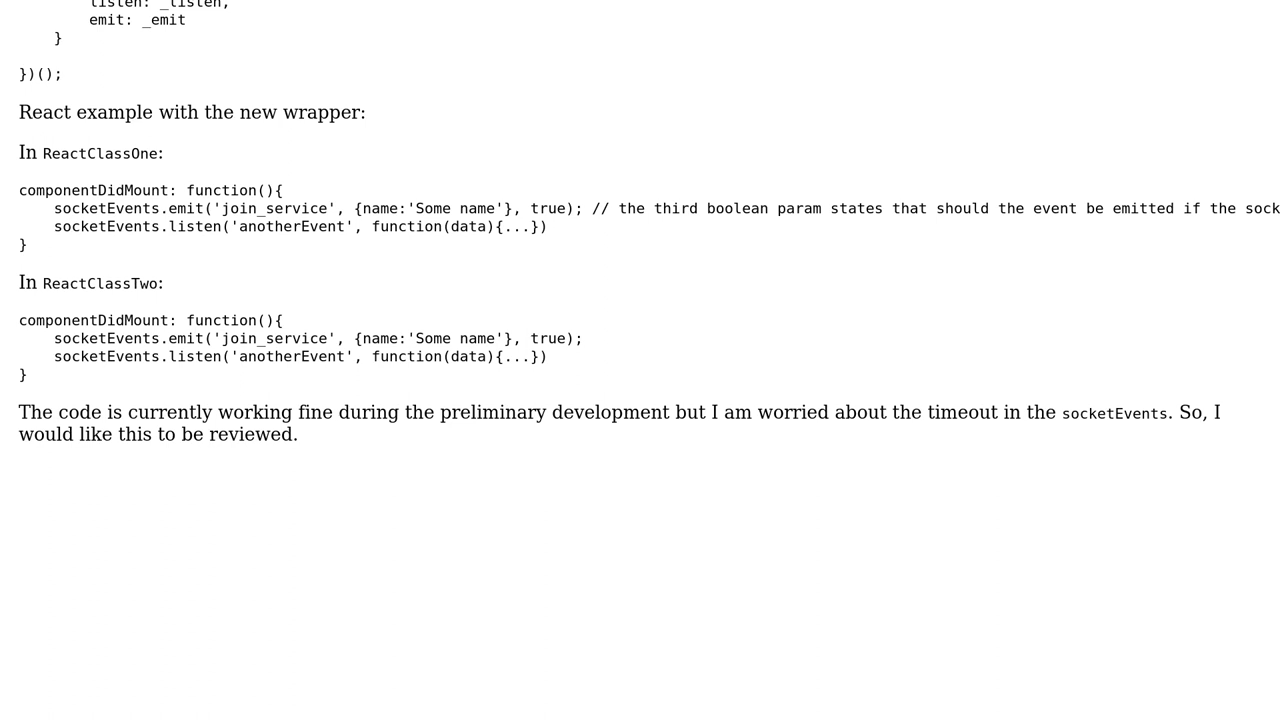 listen: _listen,
emit: _emit
}
})();
React example with the new wrapper:
In ReactClassOne:
componentDidMount: function(){
socketEvents.emit('join_service', {name:'Some name'}, true); // the third boolean param states that should the event be emitted if the sock
socketEvents.listen('anotherEvent', function(data){...})
}
In ReactClassTwo:
componentDidMount: function(){
socketEvents.emit('join_service', {name:'Some name'}, true);
socketEvents.listen('anotherEvent', function(data){...})
}
The code is currently working fine during the preliminary development but I am worried about the timeout in the socketEvents. So, I
would like this to be reviewed.